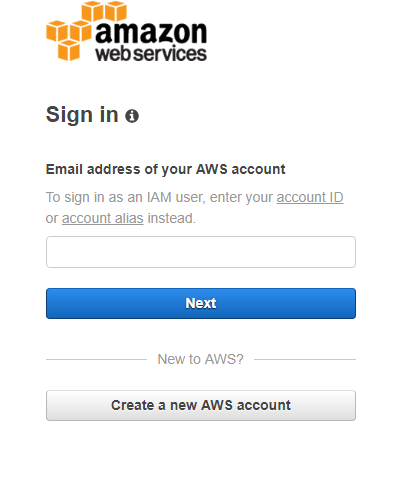 amazon
webservices
Sign in
Email address of your AWS account
To sign in as an IAM user, enter your account ID
or account alias instead.
Next
New to AWS?
Create a new AWS account